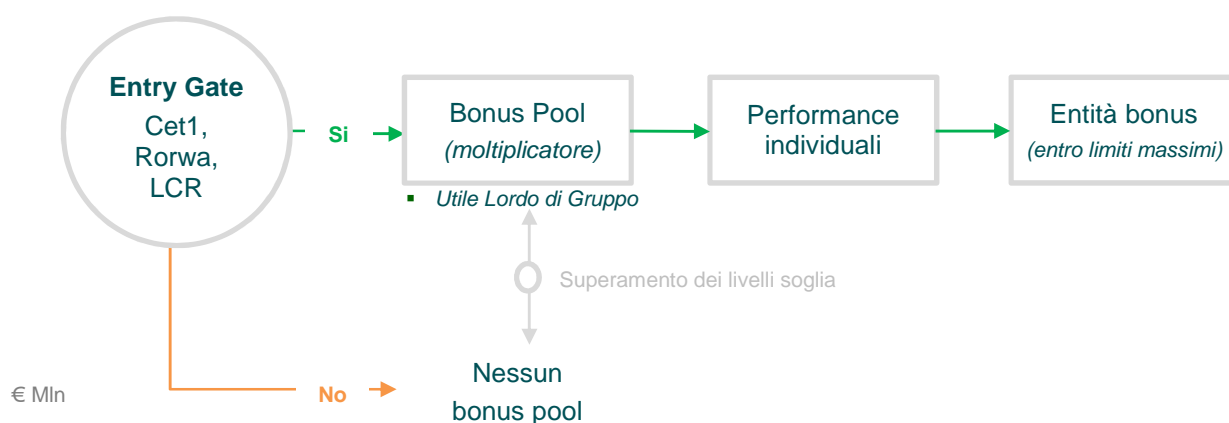 Entry Gate
Cet1,
Rorwa,
LCR
Si
Bonus Pool
(moltiplicatore)
▪ Utile Lordo di Gruppo
Performance
individuali
Entità bonus
(entro limiti massimi)
Superamento dei livelli soglia
No
Nessun
bonus pool
€ Mln